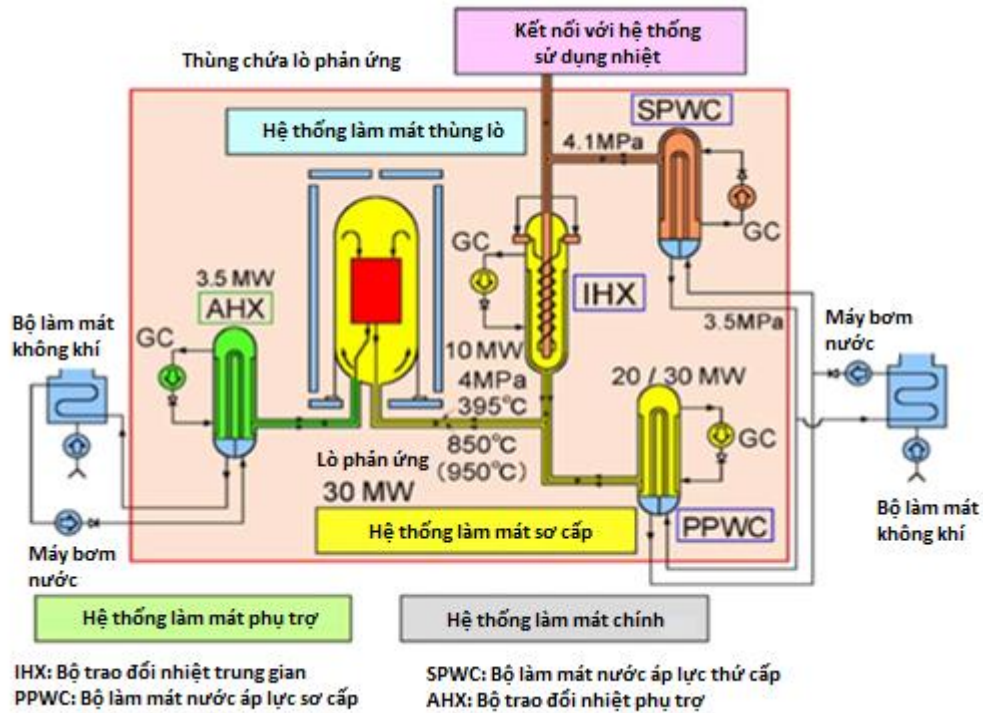 Kết nối với hệ thống
sử dụng nhiệt
Thùng chứa lò phản ứng
SPWC
Hệ thống làm mát thùng lò
4.1MPa
GC
GC
3.5 MW
AHX
IHX
3.5MPa
Bộ làm mát
không khí
GC
Máy bơm
nước
10 MW
4MPa
395°C
20 / 30 MW
GC
850°C
(950°C)
Lò phản ứng
30 MW
Hệ thống làm mát sơ cấp
PPWC
Bộ làm mát
không khí
Máy bơm
nước
Hệ thống làm mát phụ trợ
Hệ thống làm mát chính
IHX: Bộ trao đổi nhiệt trung gian
PPWC: Bộ làm mát nước áp lực sơ cấp
SPWC: Bộ làm mát nước áp lực thứ cấp
AHX: Bộ trao đổi nhiệt phụ trợ